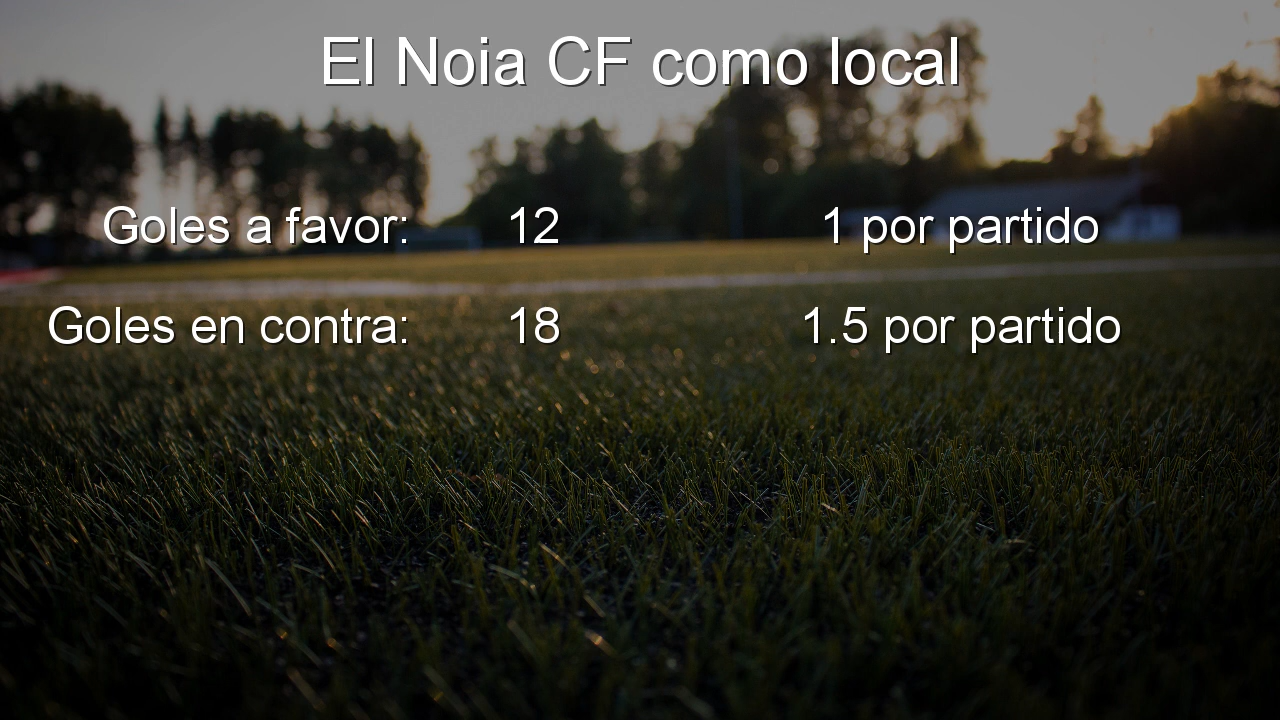 El Noia CF como local
Goles a favor: 12 1 por partido
Goles en contra: 18 1.5 por partido